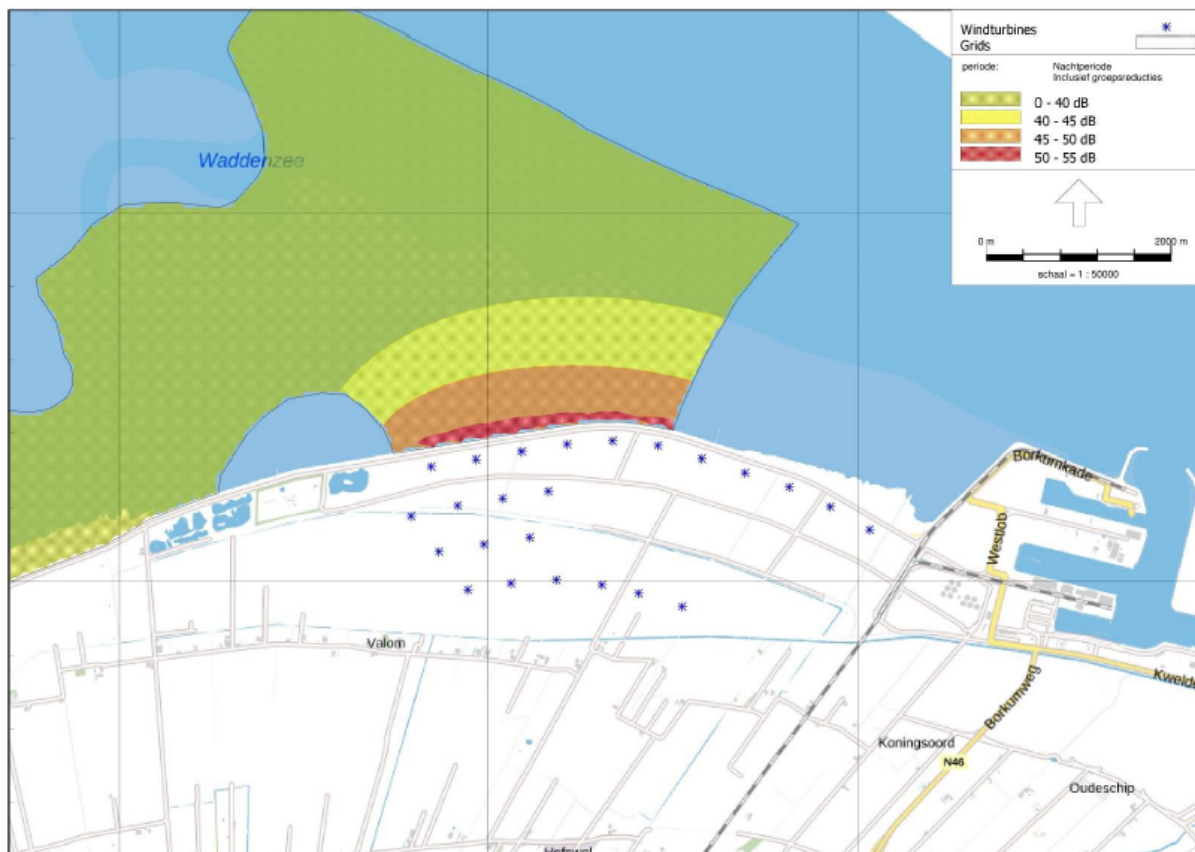 Windturbines
Grids
periode:
Nachtperiode
Inclusief groepsreducties
0 - 40 dB
40 - 45 dB
45 - 50 dB
50 - 55 dB
0 m
2000 m
schaal = 1 : 50000
Waddenzee
Borkumkade
Westlob
Valom
Kwelde
Borkumweg
Koningsoord
N46
Oudeschip